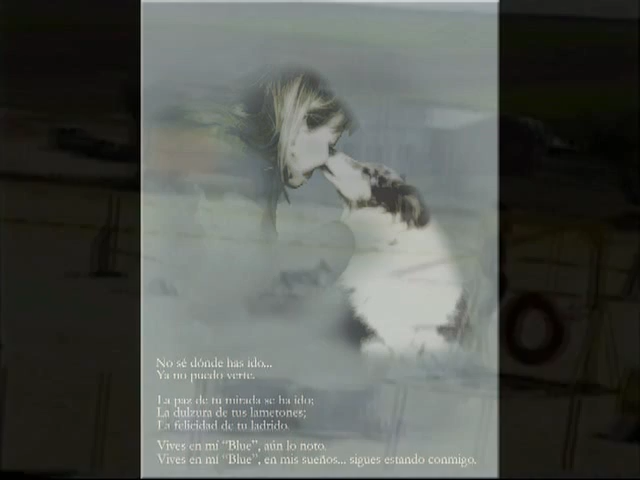 No sé dónde has ido...
Ya no puedo verte.
La paz de tu mirada se ha ido;
La dulzura de tus lametones;
La felicidad de tu ladrido.
Vives en mí "Blue", aún lo noto.
Vives en mí "Blue", en mis sueños... sigues estando conmigo.